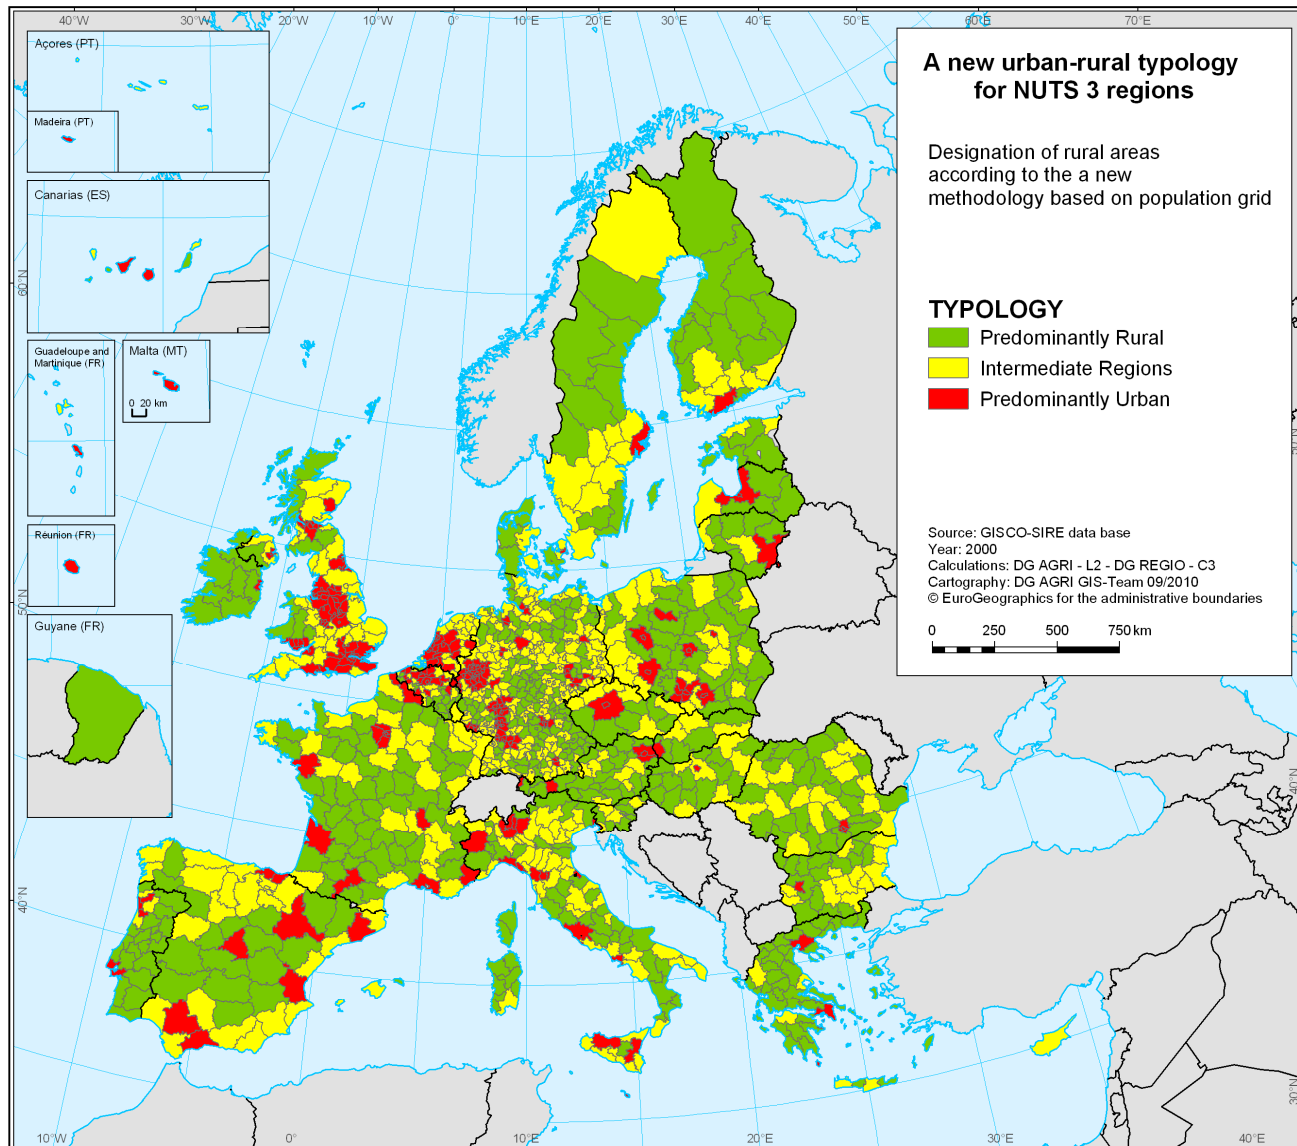 40°W
30°W
20°W
10°W
0°
10°E
20°E
30°E
40°E
50°E
60°E
70°E
Açores (PT)
Madeira (PT)
Canarias (ES)
Guadeloupe and
Martinique (FR)
Malta (MT)
0 20 km
Réunion (FR)
Guyane (FR)
A new urban-rural typology
for NUTS 3 regions
Designation of rural areas
according to the a new
methodology based on population grid
TYPOLOGY
Predominantly Rural
Intermediate Regions
Predominantly Urban
Source: GISCO-SIRE data base
Year: 2000
Calculations: DG AGRI - L2 - DG REGIO - C3
Cartography: DG AGRI GIS-Team 09/2010
© EuroGeographics for the administrative boundaries
0 250 500 750 km
60°N
50°N
40°N
50°N
40°N
30°N
10°W
0°
10°E
20°E
30°E
40°E